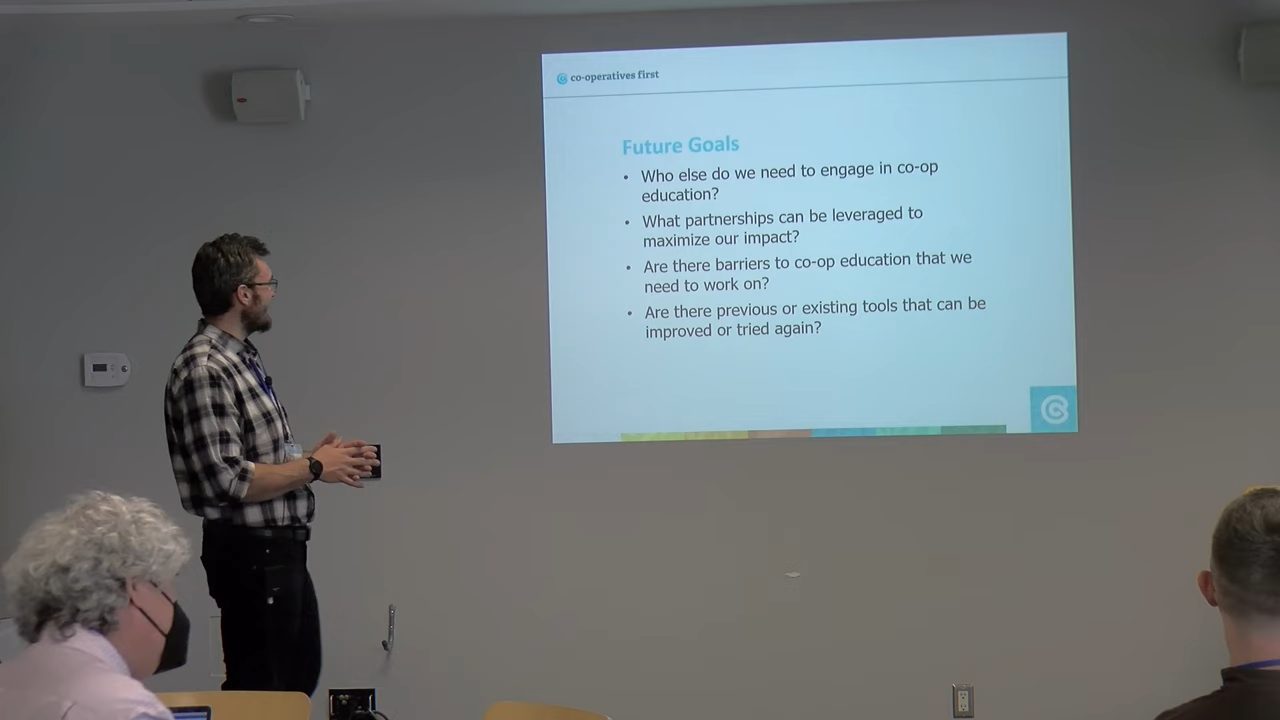 co-operatives first
Future Goals
• Who else do we need to engage in co-op
education?
• What partnerships can be leveraged to
maximize our impact?
• Are there barriers to co-op education that we
need to work on?
• Are there previous or existing tools that can be
improved or tried again?